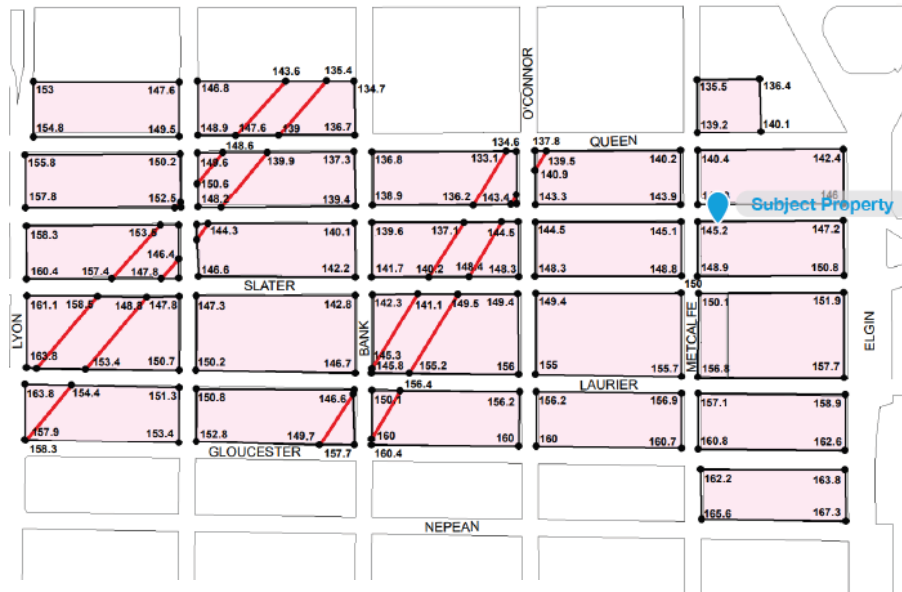 143.6 135.4
153 147.6 146.8 134.7 135.5 136.4
O'CONNOR
154.8 149.5 148.9 147.6 139 136.7 139.2 140.1
148.6 134.6 137.8 QUEEN
155.8 150.2 149.6 139.9 137.3 136.8 133.1 139.5 140.2 140.4 142.4
150.6 140.9
157.8 152.5 148.2 139.4 138.9 136.2 143.4 143.3 143.9 146
Subject Property
158.3 153.5 144.3 140.1 139.6 137.1 144.5 144.5 145.1 145.2 147.2
146.4
160.4 157.4 147.8 146.6 142.2 141.7 140.2 148.4 148.3 148.3 148.8 148.9 150.8
SLATER 150
161.1 158.5 148.8 147.8 147.3 142.8 142.3 141.1 149.5 149.4 149.4 150.1 151.9
LYON BANK METCALFE ELGIN
163.8 153.4 150.7 150.2 146.7 145.3 145.8 155.2 156 155 155.7 156.8 157.7
156.4 LAURIER
163.8 154.4 151.3 150.8 146.6 150.1 156.2 156.2 156.9 157.1 158.9
157.9 153.4 152.8 149.7 160 160 160 160.7 160.8 162.6
158.3 GLOUCESTER 157.7 160.4
162.2 163.8
165.6 167.3
NEPEAN